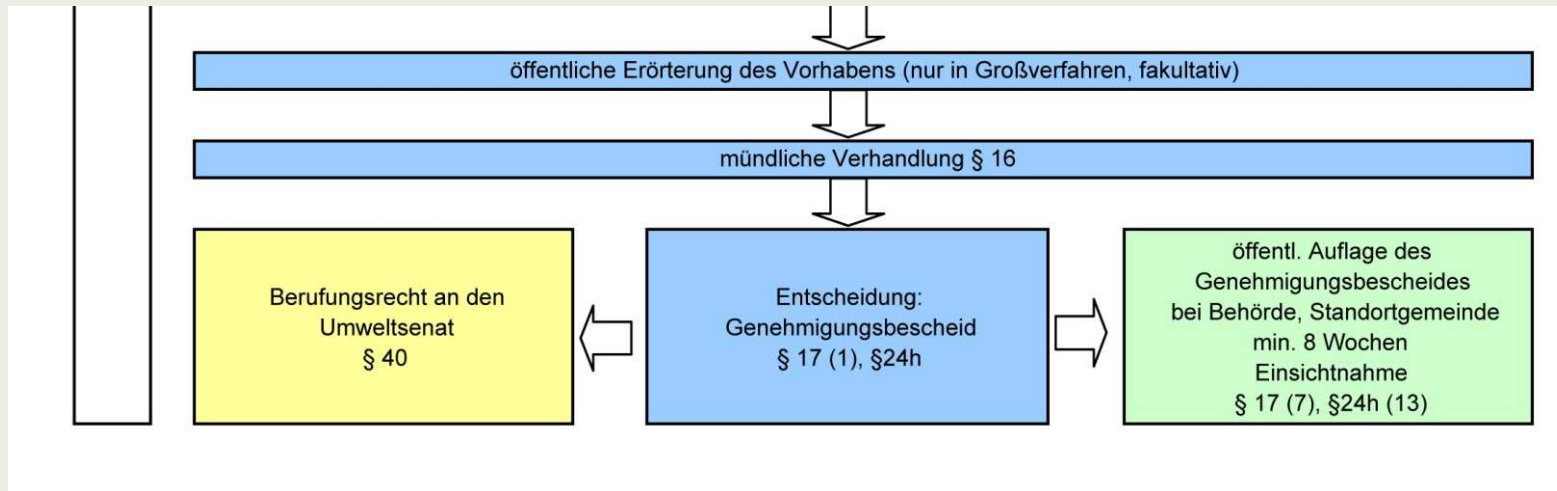 öffentliche Erörterung des Vorhabens (nur in Großverfahren, fakultativ)
mündliche Verhandlung § 16
Berufungsrecht an den
Umweltsenat
§ 40
Entscheidung:
Genehmigungsbescheid
§ 17 (1), §24h
öffentl. Auflage des
Genehmigungsbescheides
bei Behörde, Standortgemeinde
min. 8 Wochen
Einsichtnahme
§ 17 (7), §24h (13)